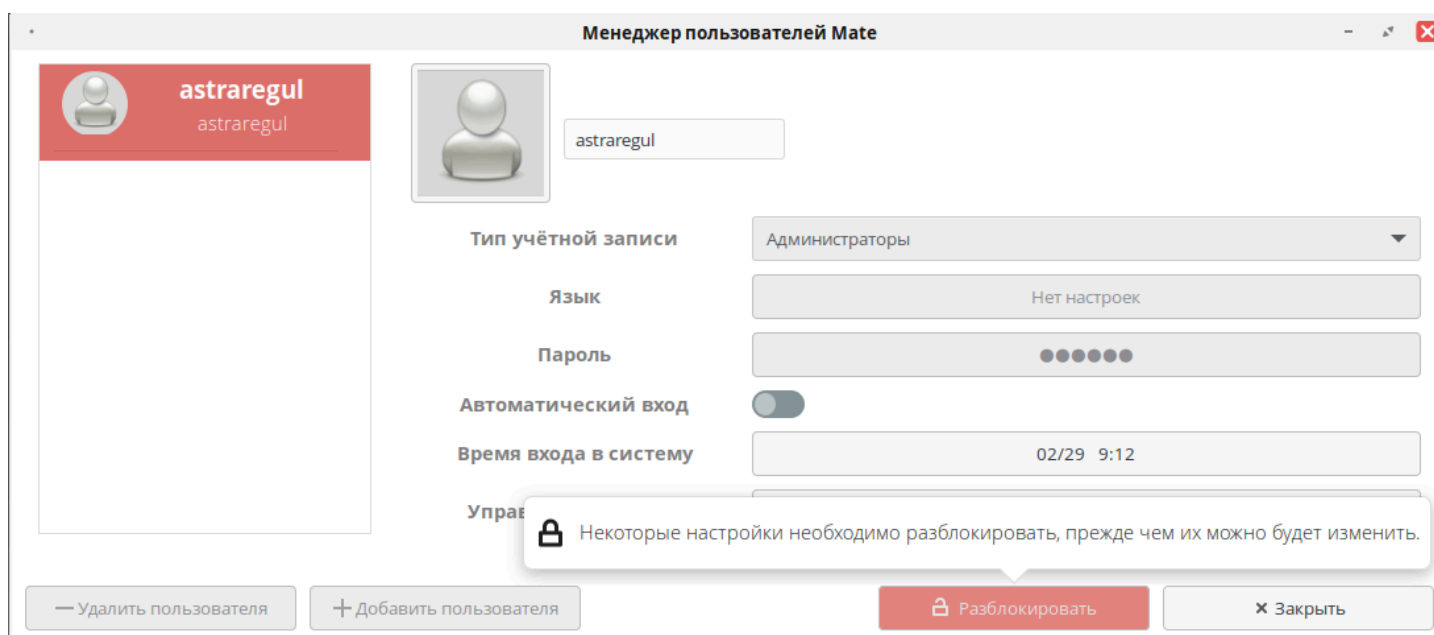 Менеджер пользователей Mate
astraregul
astraregul
astraregul
Тип учётной записи
Администраторы
Язык
Нет настроек
Пароль
●●●●●●
Автоматический вход
Время входа в систему
02/29 9:12
Управ
Некоторые настройки необходимо разблокировать, прежде чем их можно будет изменить.
Удалить пользователя
Добавить пользователя
Разблокировать
Закрыть